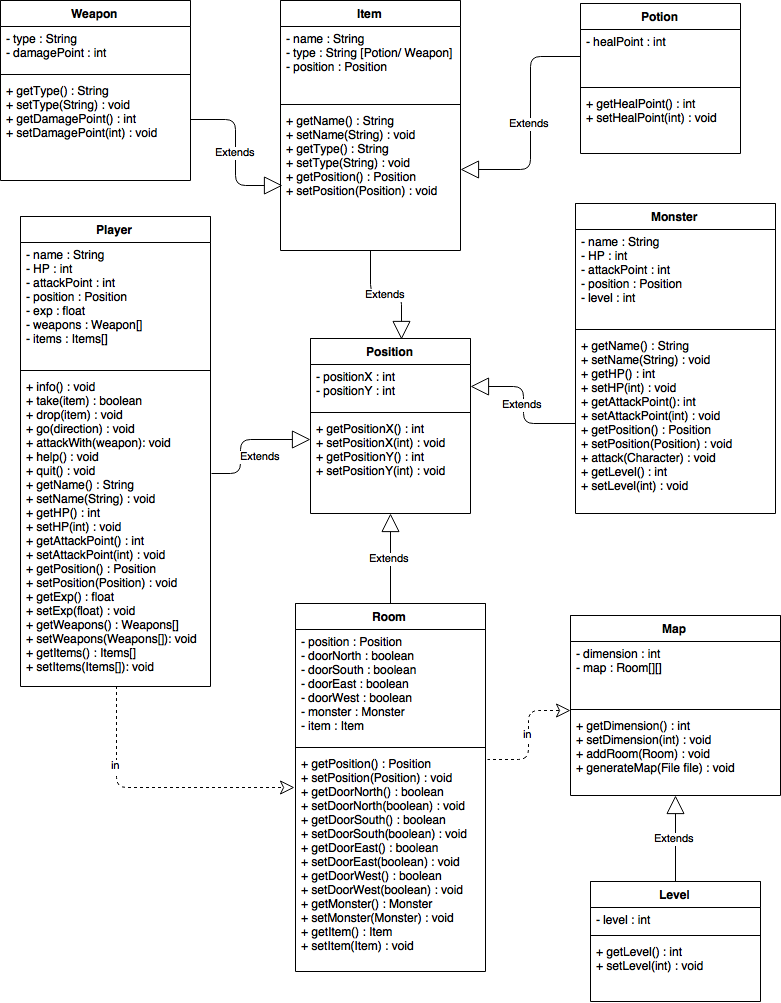 Weapon
- type : String
- damagePoint : int
+ getType() : String
+ setType(String) : void
+ getDamagePoint() : int
+ setDamagePoint(int) : void
Extends
Item
- name : String
- type : String [Potion/ Weapon]
- position : Position
+ getName() : String
+ setName(String) : void
+ getType() : String
+ setType(String) : void
+ getPosition() : Position
+ setPosition(Position) : void
Extends
Potion
- healPoint : int
+ getHealPoint() : int
+ setHealPoint(int) : void
Extends
Player
- name : String
- HP : int
- attackPoint : int
- position : Position
- exp : float
- weapons : Weapon[]
- items : Items[]
+ info() : void
+ take(item) : boolean
+ drop(item) : void
+ go(direction) : void
+ attackWith(weapon): void
+ help() : void
+ quit() : void
+ getName() : String
+ setName(String) : void
+ getHP() : int
+ setHP(int) : void
+ getAttackPoint() : int
+ setAttackPoint(int) : void
+ getPosition() : Position
+ setPosition(Position) : void
+ getExp() : float
+ setExp(float) : void
+ getWeapons() : Weapons[]
+ setWeapons(Weapons[]): void
+ getItems() : Items[]
+ setItems(Items[]): void
Extends
in
Position
- positionX : int
- positionY : int
+ getPositionX() : int
+ setPositionX(int) : void
+ getPositionY() : int
+ setPositionY(int) : void
Extends
Monster
- name : String
- HP : int
- attackPoint : int
- position : Position
- level : int
+ getName() : String
+ setName(String) : void
+ getHP() : int
+ setHP(int) : void
+ getAttackPoint(): int
+ setAttackPoint(int) : void
+ getPosition() : Position
+ setPosition(Position) : void
+ attack(Character) : void
+ getLevel() : int
+ setLevel(int) : void
Extends
Room
- position : Position
- doorNorth : boolean
- doorSouth : boolean
- doorEast : boolean
- doorWest : boolean
- monster : Monster
- item : Item
+ getPosition() : Position
+ setPosition(Position) : void
+ getDoorNorth() : boolean
+ setDoorNorth(boolean) : void
+ getDoorSouth() : boolean
+ setDoorSouth(boolean) : void
+ getDoorEast() : boolean
+ setDoorEast(boolean) : void
+ getDoorWest() : boolean
+ setDoorWest(boolean) : void
+ getMonster() : Monster
+ setMonster(Monster) : void
+ getItem() : Item
+ setItem(Item) : void
in
Map
- dimension : int
- map : Room[][]
+ getDimension() : int
+ setDimension(int) : void
+ addRoom(Room) : void
+ generateMap(File file) : void
Extends
Level
- level : int
+ getLevel() : int
+ setLevel(int) : void